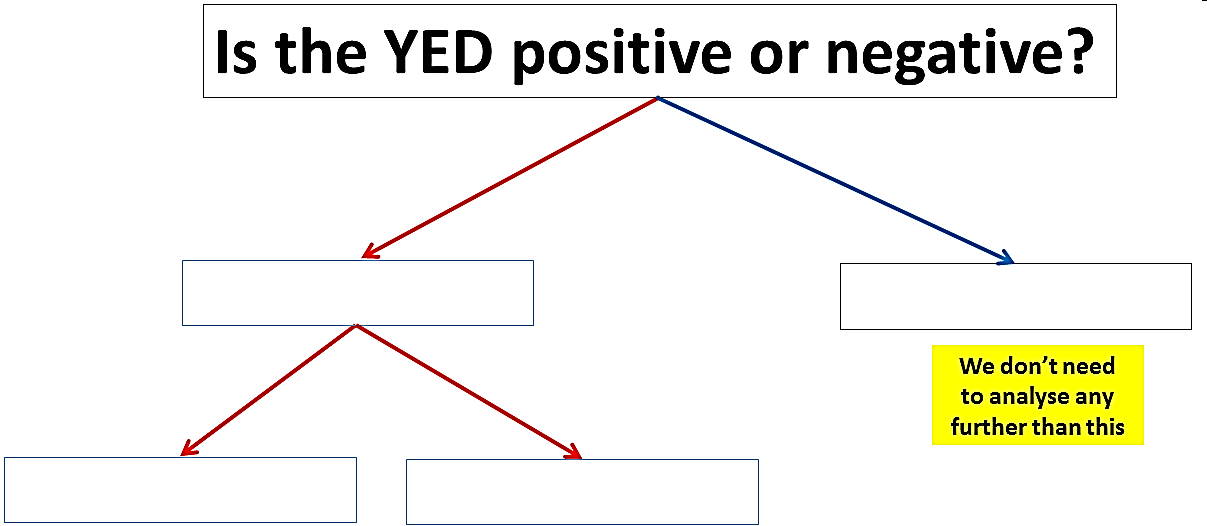 Is the YED positive or negative?
We don't need
to analyse any
further than this